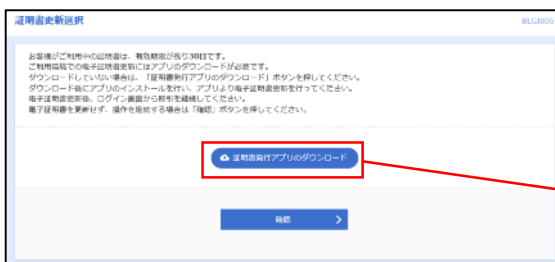 証明書更新選択
BLGI005
お客様がご利用中の証明書は、有効期限が残り30日です。
ご利用環境での電子証明書更新にはアプリのダウンロードが必要です。
ダウンロードしていない場合は、「証明書発行アプリのダウンロード」ボタンを押してください。
ダウンロード後にアプリのインストールを行い、アプリより電子証明書更新を行ってください。
電子証明書更新後、ログイン画面から取引を継続してください。
電子証明書を更新せず、操作を継続する場合は「確認」ボタンを押してください。
証明書発行アプリのダウンロード
確認